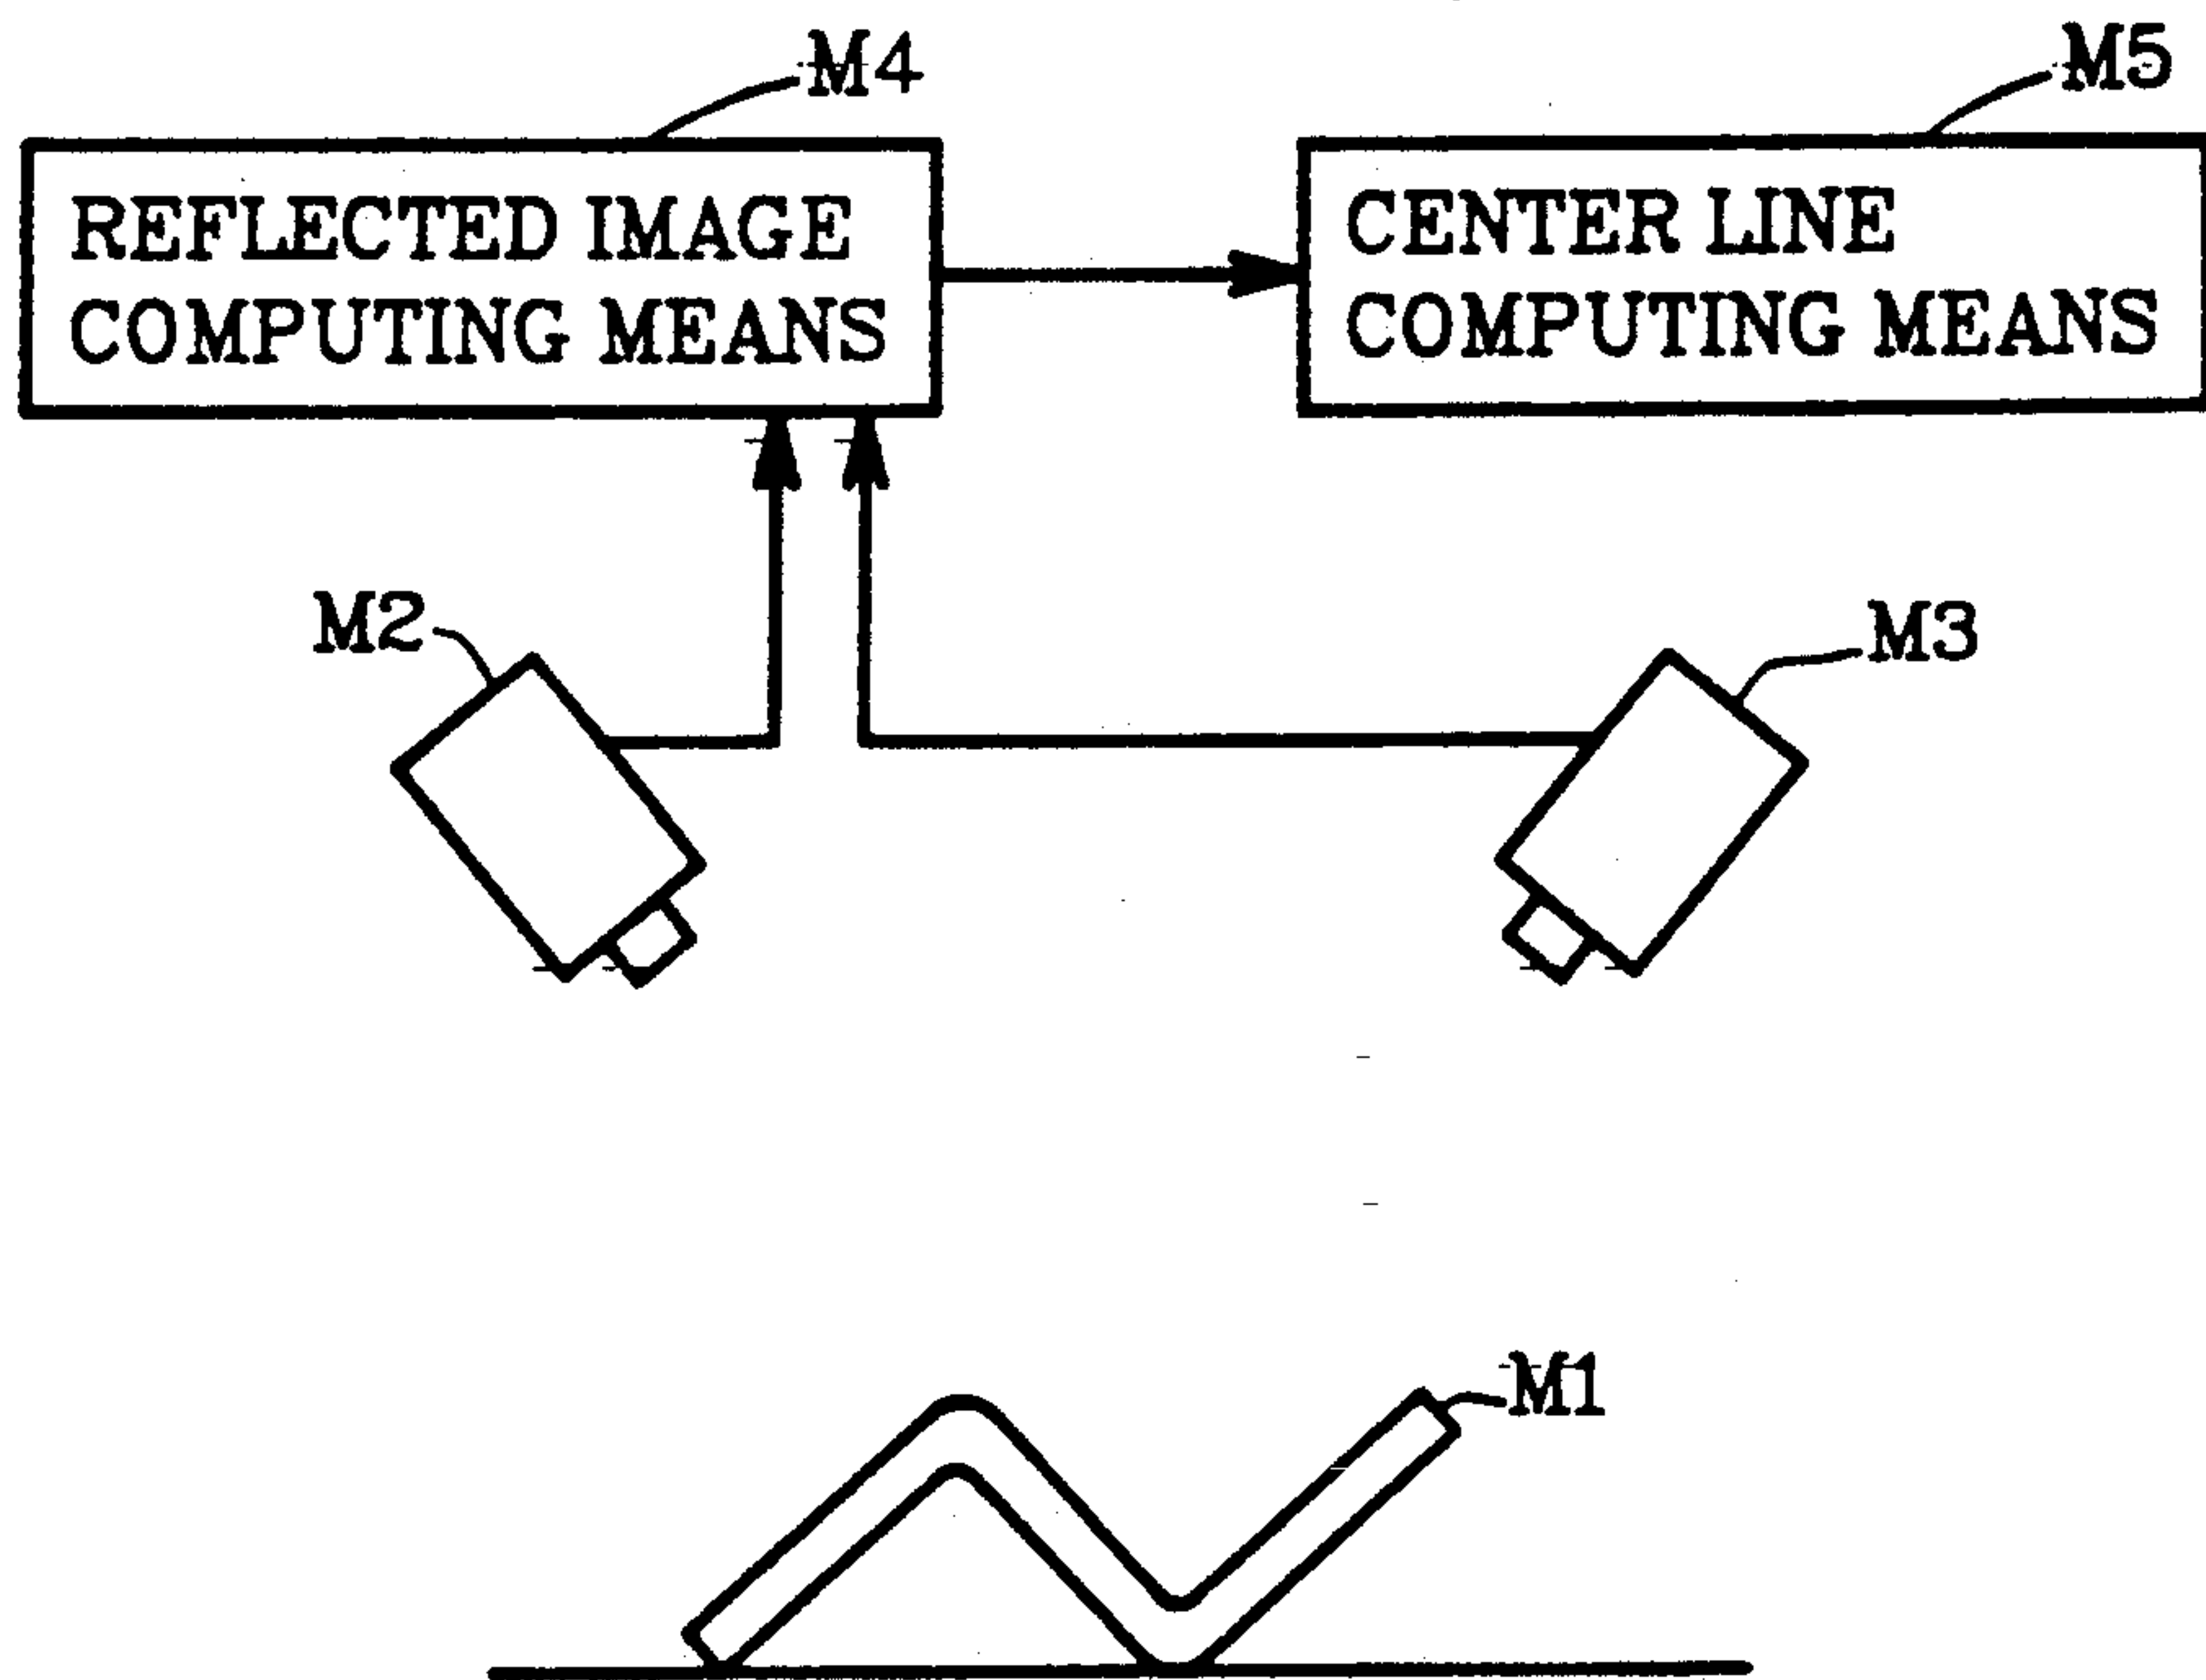 M4
M5
REFLECTED IMAGE
COMPUTING MEANS
CENTER LINE
COMPUTING MEANS
M2
M3
M1